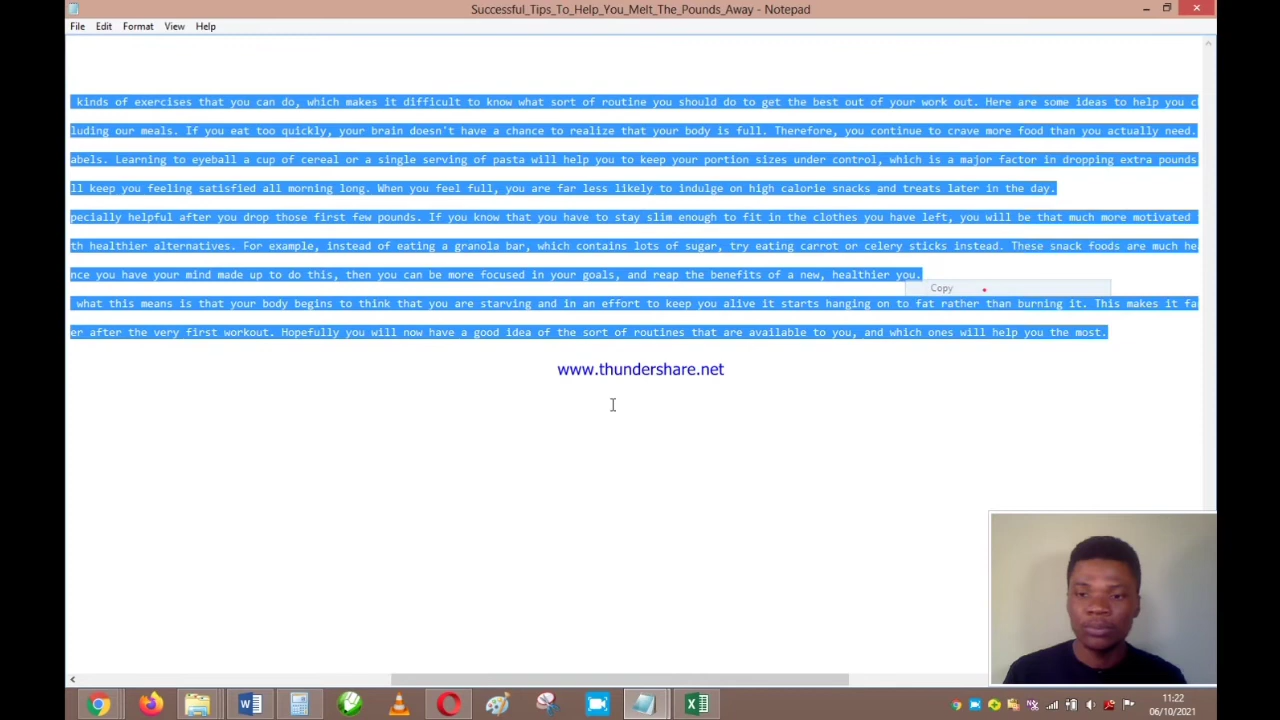 Successful_Tips_To_Help_You_Melt_The_Pounds_Away - Notepad
File Edit Format View Help
kinds of exercises that you can do, which makes it difficult to know what sort of routine you should do to get the best out of your work out. Here are some ideas to help you
luding our meals. If you eat too quickly, your brain doesn't have a chance to realize that your body is full. Therefore, you continue to crave more food than you actually need.
abels. Learning to eyeball a cup of cereal or a single serving of pasta will help you to keep your portion sizes under control, which is a major factor in dropping extra pounds
ll keep you feeling satisfied all morning long. When you feel full, you are far less likely to indulge on high calorie snacks and treats later in the day.
pecially helpful after you drop those first few pounds. If you know that you have to stay slim enough to fit in the clothes you have left, you will be that much more motivated
th healthier alternatives. For example, instead of eating a granola bar, which contains lots of sugar, try eating carrot or celery sticks instead. These snack foods are much he
nce you have your mind made up to do this, then you can be more focused in your goals, and reap the benefits of a new, healthier you.
Copy
what this means is that your body begins to think that you are starving and in an effort to keep you alive it starts hanging on to fat rather than burning it. This makes it fa
er after the very first workout. Hopefully you will now have a good idea of the sort of routines that are available to you, and which ones will help you the most.
www.thundershare.net
11:22
06/10/2021